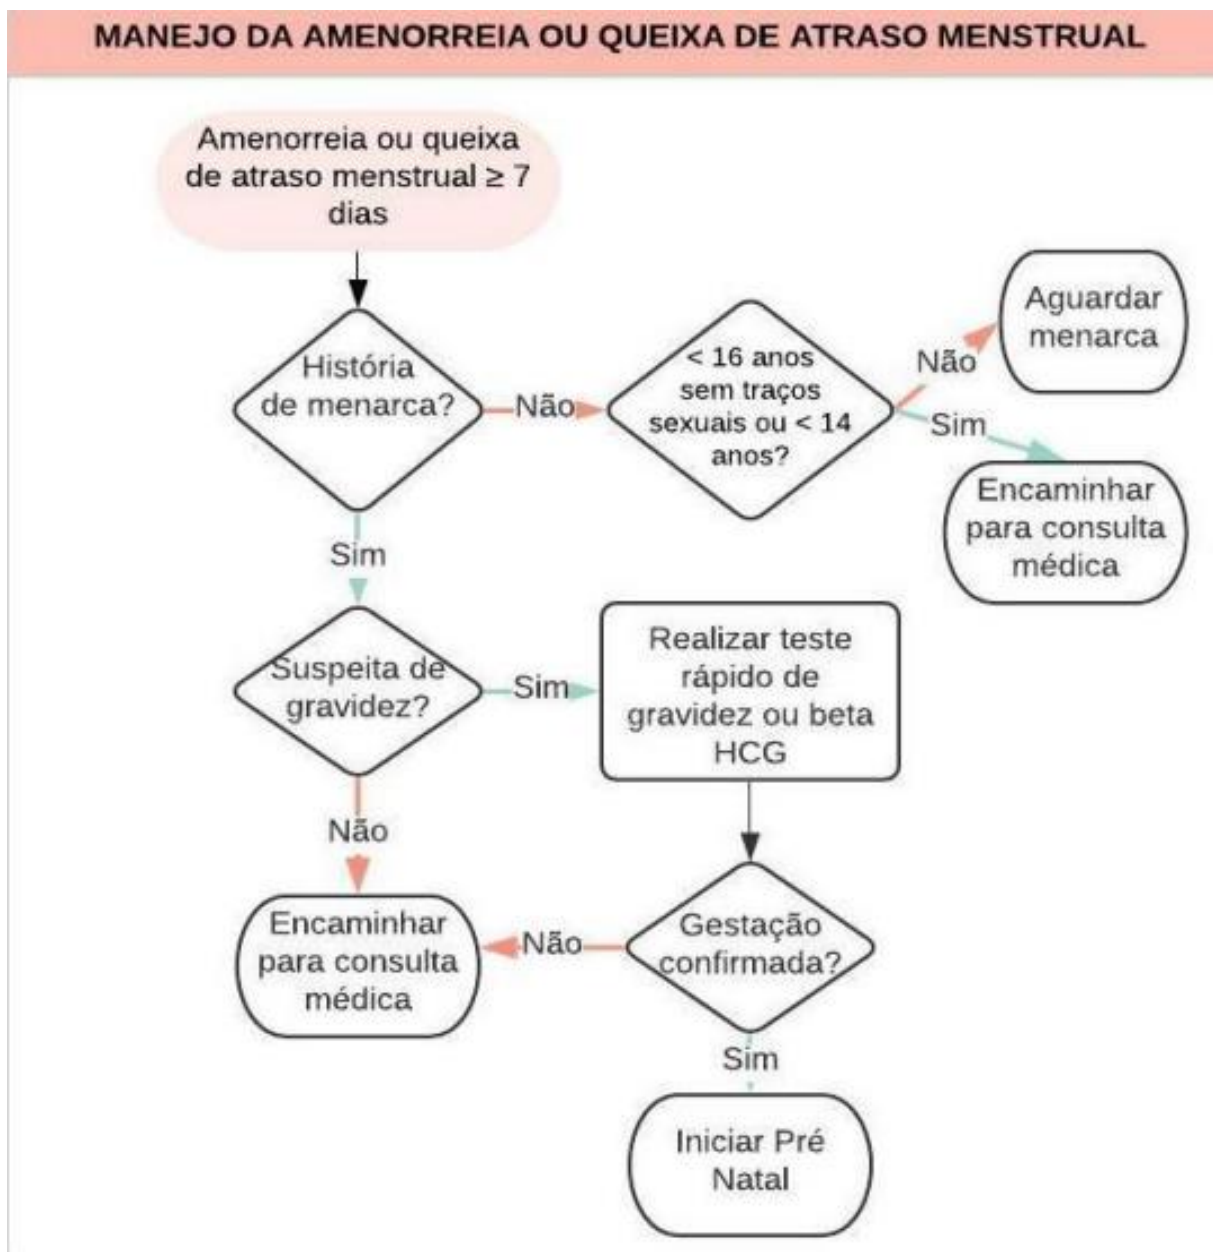 MANEJO DA AMENORREIA OU QUEIXA DE ATRASO MENSTRUAL
Amenorreia ou queixa
de atraso menstrual ≥ 7
dias
História
de menarca?
Não
< 16 anos
sem traços
sexuais ou < 14
anos?
Não
Aguardar
menarca
Sim
Encaminhar
para consulta
médica
Sim
Suspeita de
gravidez?
Sim
Realizar teste
rápido de
gravidez ou beta
HCG
Não
Encaminhar
para consulta
médica
Não
Gestação
confirmada?
Sim
Iniciar Pré
Natal